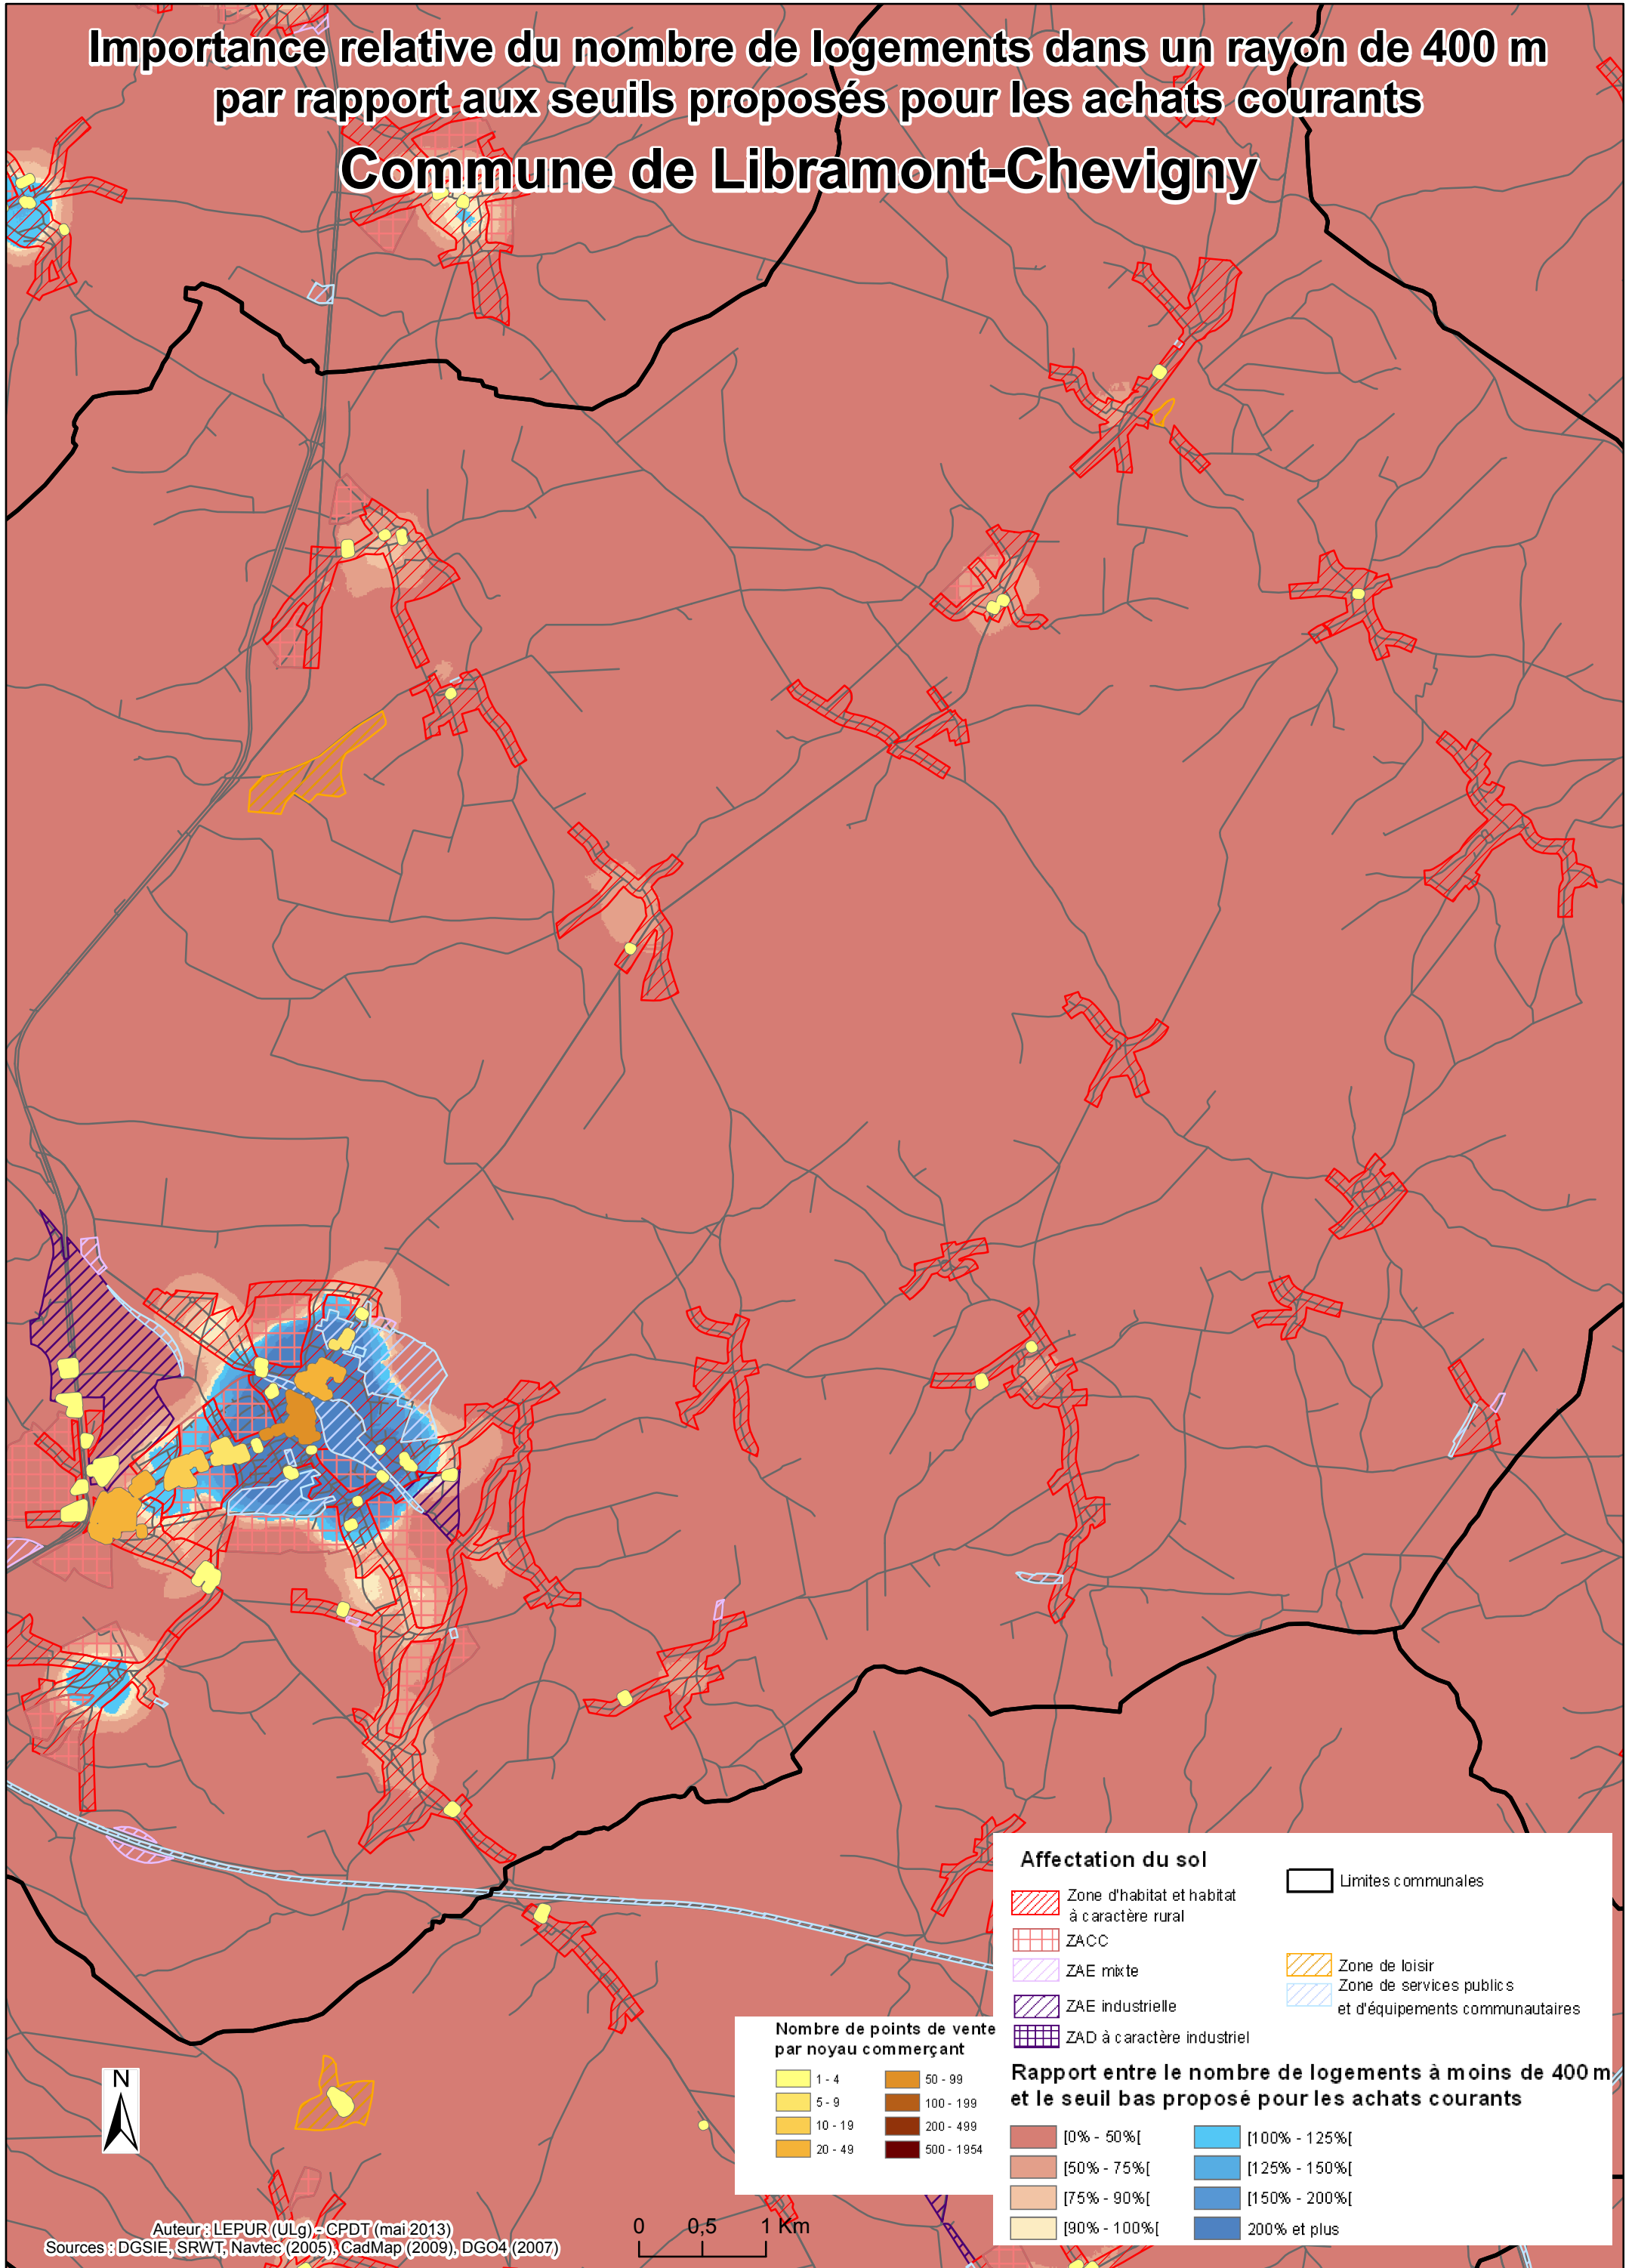 Importance relative du nombre de logements dans un rayon de 400 m
par rapport aux seuils proposés pour les achats courants
Commune de Libramont-Chevigny
Affectation du sol
Zone d'habitat et habitat
à caractère rural
ZACC
ZAE mixte
ZAE industrielle
ZAD à caractère industriel
Limites communales
Zone de loisir
Zone de services publics
et d'équipements communautaires
Nombre de points de vente
par noyau commerçant
1 - 4
5 - 9
10 - 19
20 - 49
50 - 99
100 - 199
200 - 499
500 - 1954
Rapport entre le nombre de logements à moins de 400 m
et le seuil bas proposé pour les achats courants
[0% - 50%[
[50% - 75%[
[75% - 90%[
[90% - 100%[
[100% - 125%[
[125% - 150%[
[150% - 200%[
200% et plus
N
Auteur : LEPUR (ULg) - CPDT (mai 2013)
Sources : DGSIE, SRWT, Navtec (2005), CadMap (2009), DGO4 (2007)
0 0,5 1 Km